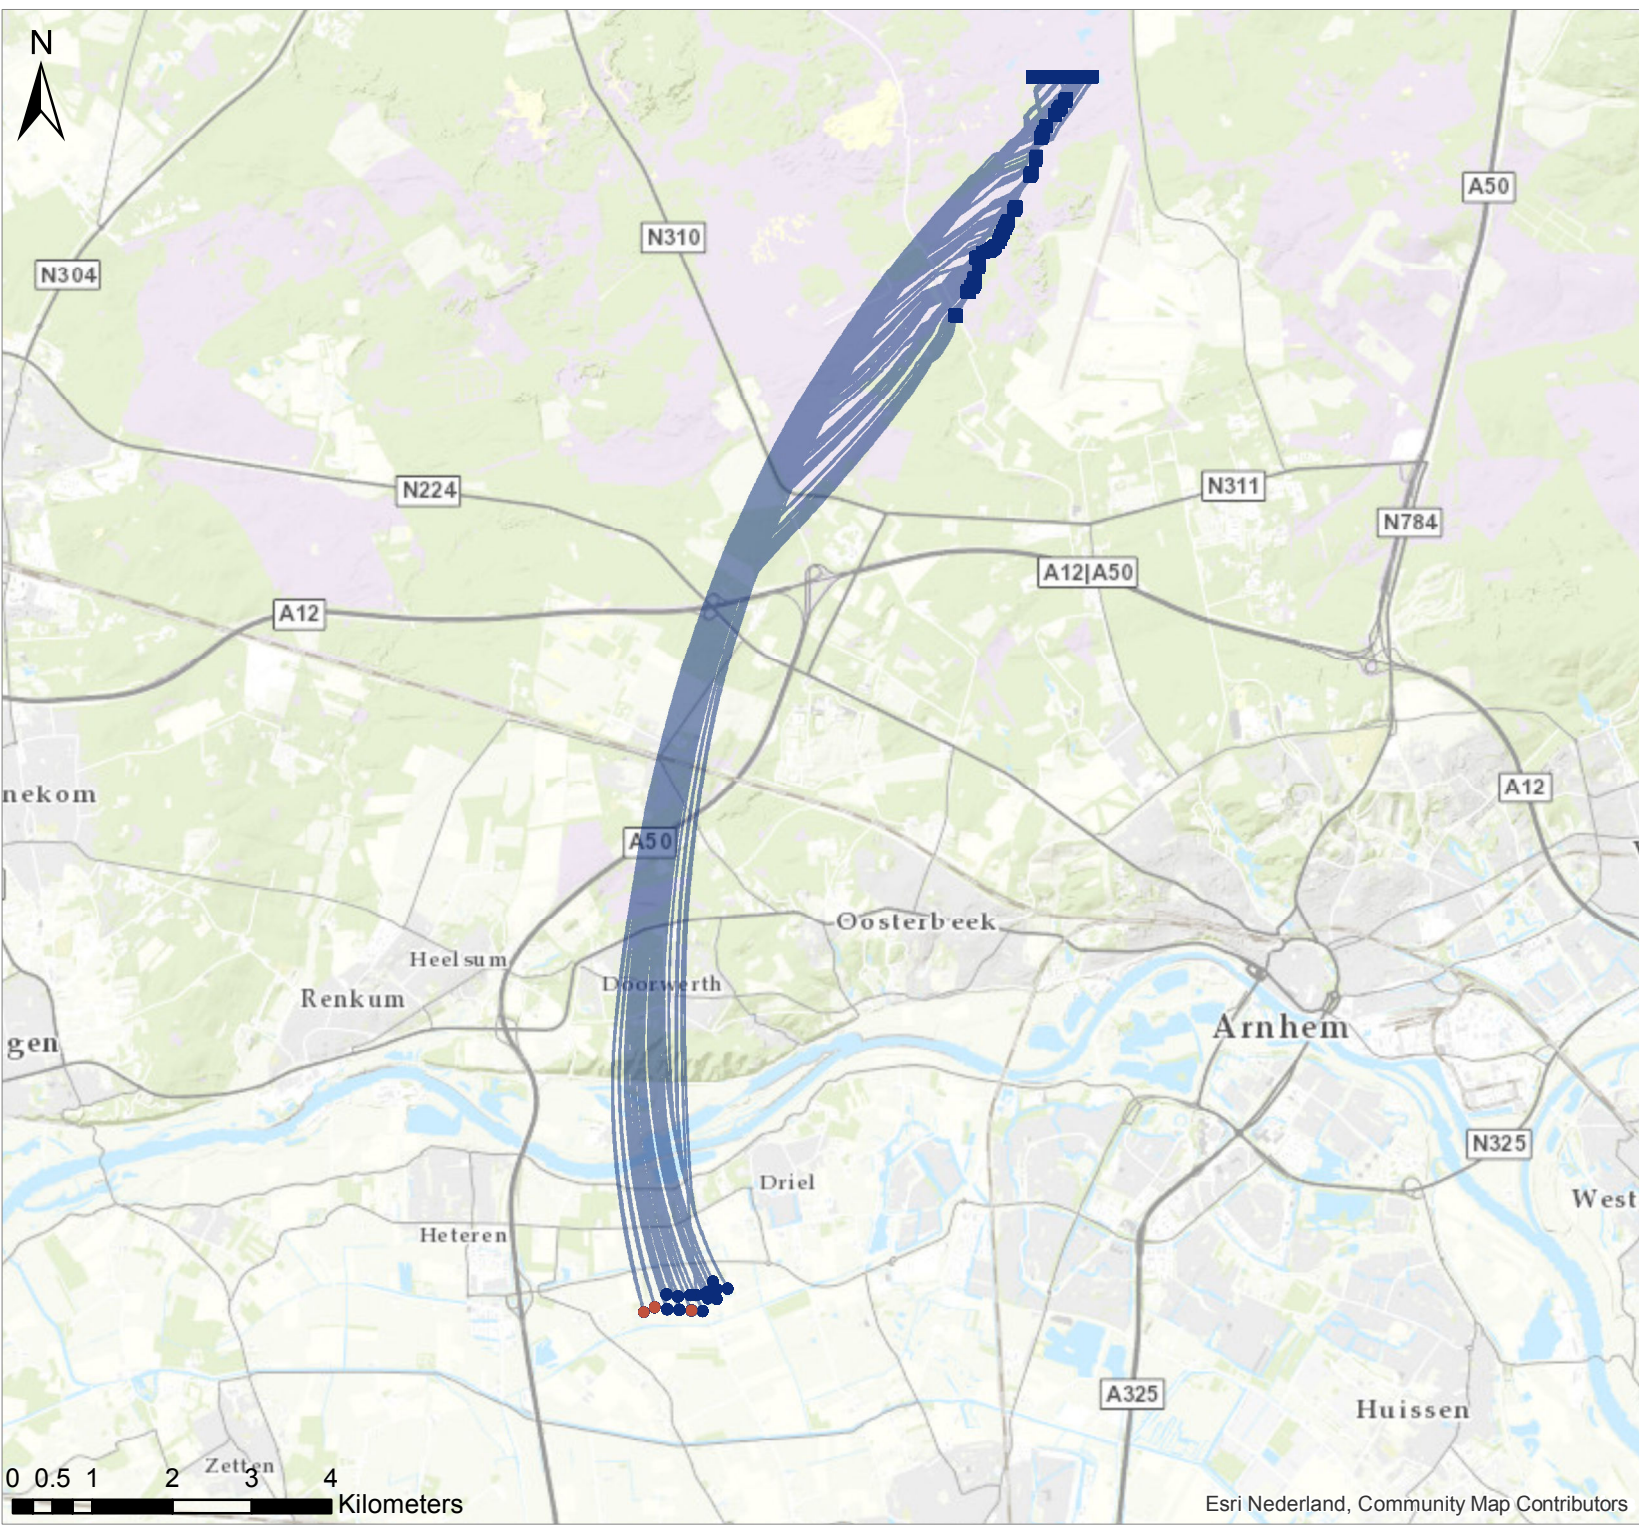 N
A50
N310
N304
N224
N311
N784
A12|A50
A12
nekom
A12
A50
Oosterbeek
Heelsum
Doorwerth
Renkum
Arnhem
gen
N325
Driel
West
Heteren
A325
Huissen
Zetten
0 0.5 1 2 3 4
Kilometers
Esri Nederland, Community Map Contributors